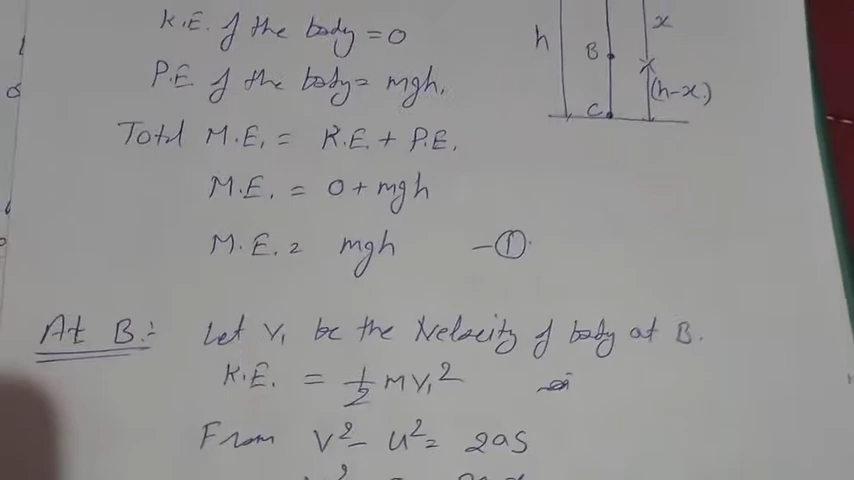 K.E. of the body = 0
P.E of the body = mgh.
Total M.E. = K.E. + P.E.
M.E. = 0 + mgh
M.E. = mgh — ①
h
x
B
(h-x)
C
At B:- Let V₁ be the Velocity of body at B.
K.E. = 1/2 mv₁²
From V² - u² = 2as